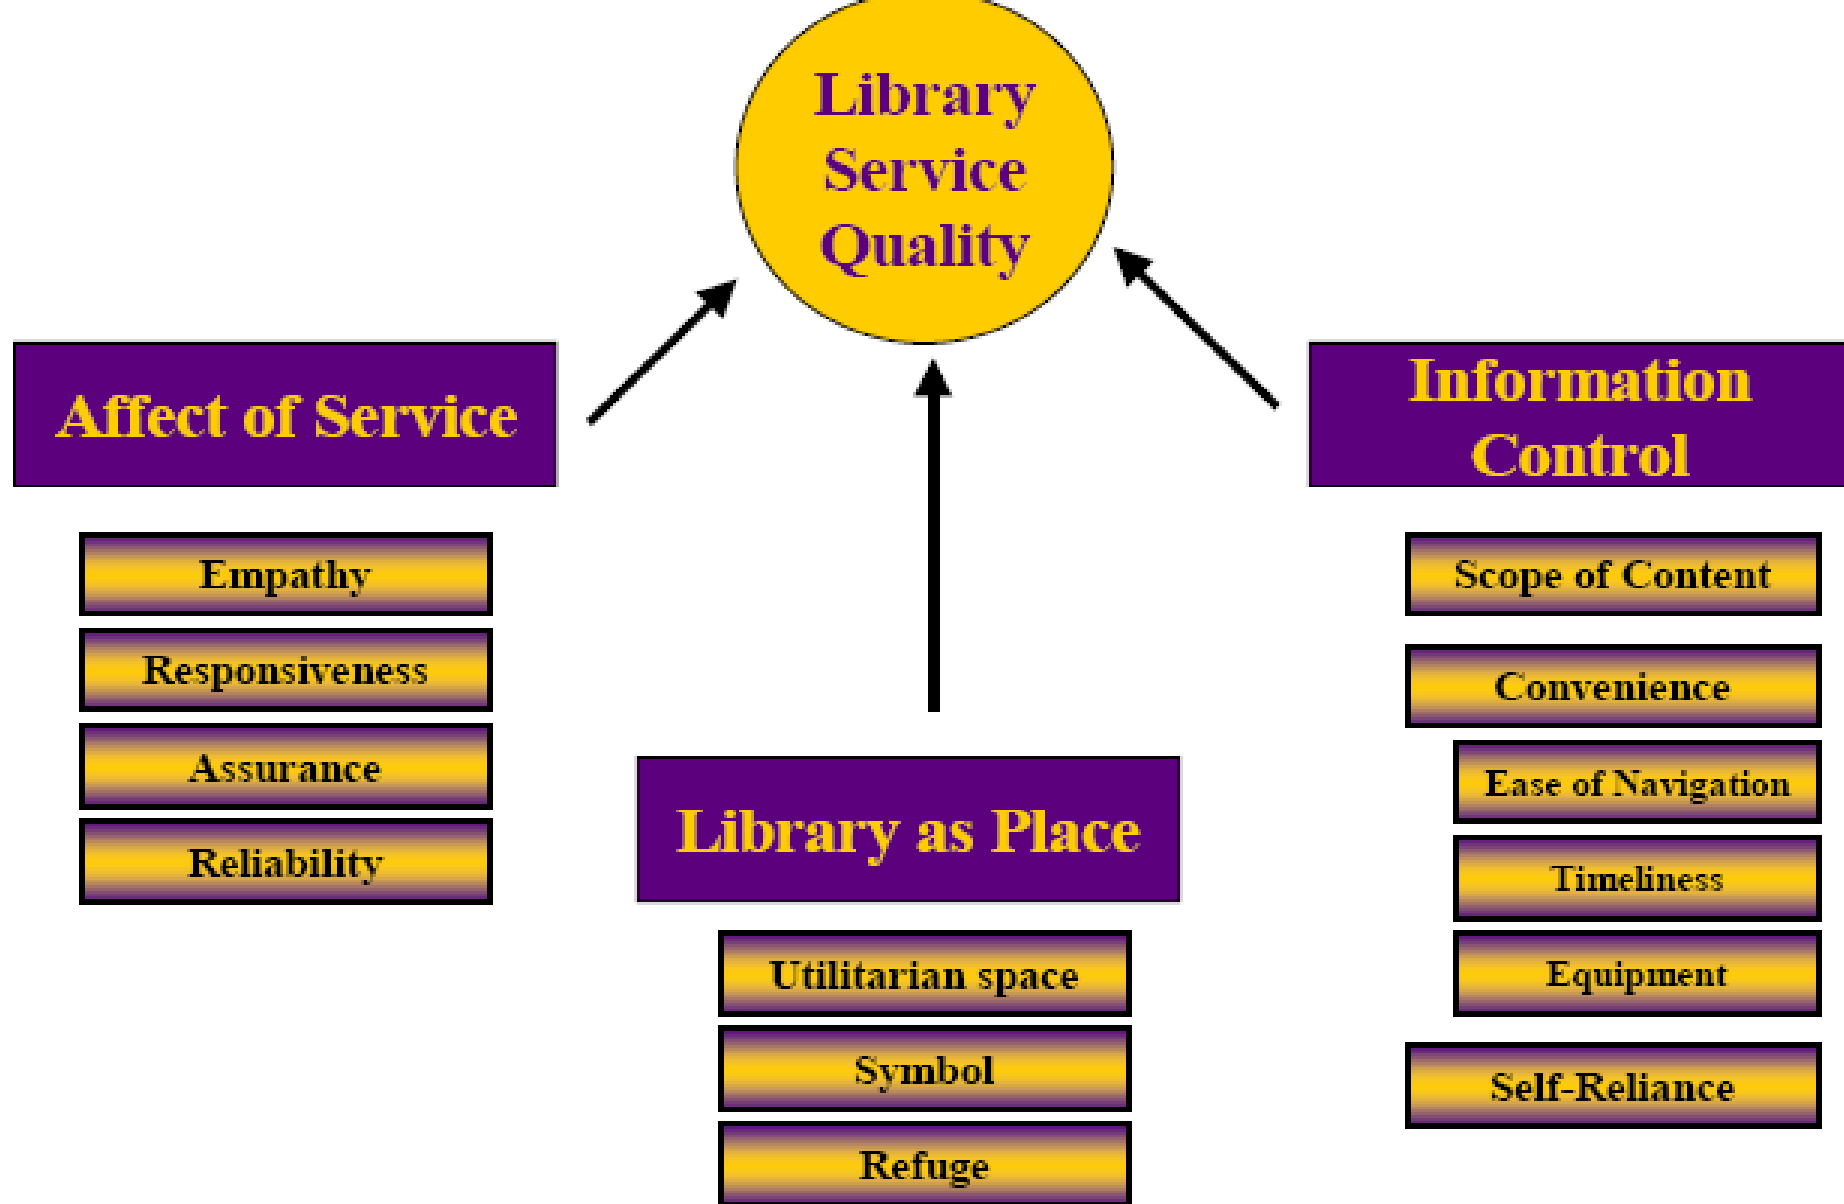 Library
Service
Quality
Affect of Service
Empathy
Responsiveness
Assurance
Reliability
Library as Place
Utilitarian space
Symbol
Refuge
Information
Control
Scope of Content
Convenience
Ease of Navigation
Timeliness
Equipment
Self-Reliance